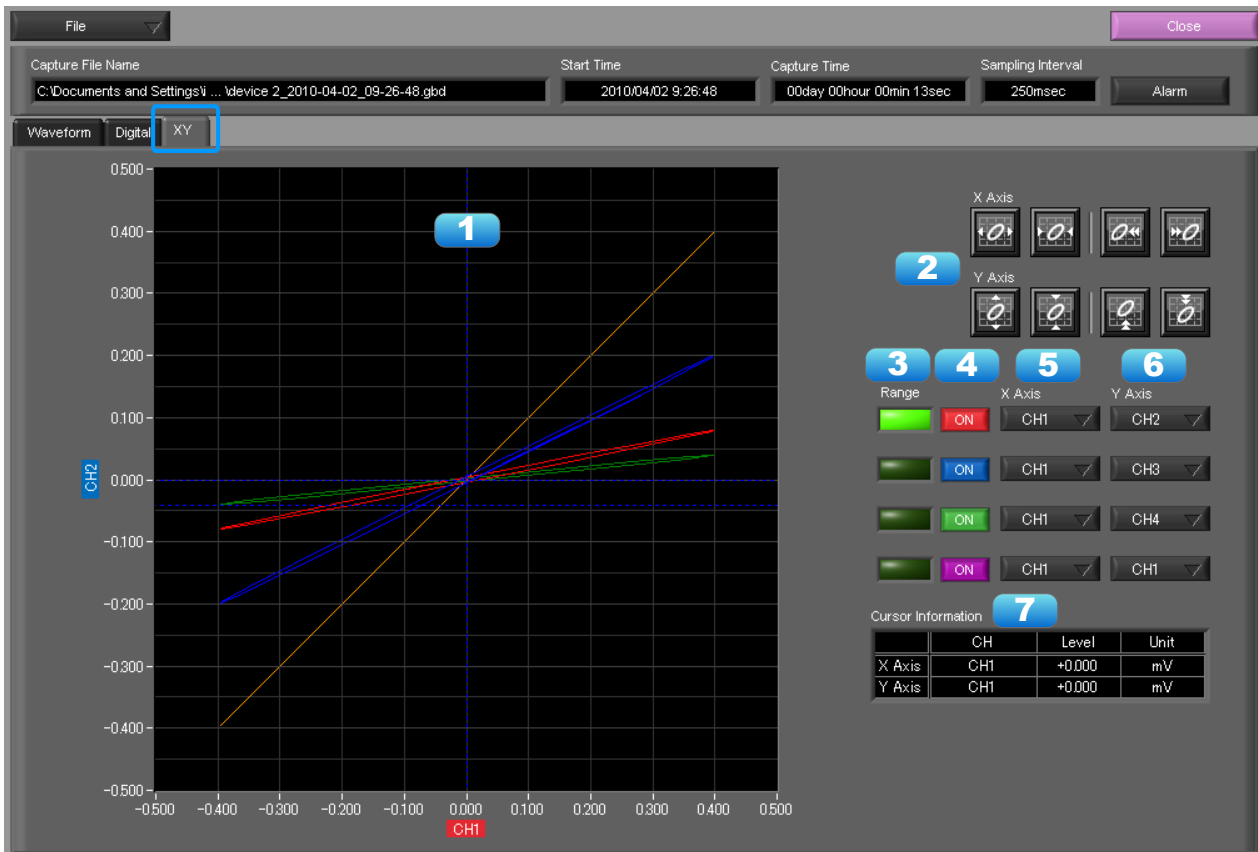 File
Close
Capture File Name Start Time Capture Time Sampling Interval
C:\Documents and Settings\i ... \device 2_2010-04-02_09-26-48.gbd 2010/04/02 9:26:48 00day 00hour 00min 13sec 250msec Alarm
Waveform Digital XY
0.500
0.400
0.300
0.200
0.100
0.000
-0.100
-0.200
-0.300
-0.400
-0.500
CH2
-0.500 -0.400 -0.300 -0.200 -0.100 0.000 0.100 0.200 0.300 0.400 0.500
CH1
1
X Axis
2
Y Axis
3 4 5 6
Range X Axis Y Axis
ON CH1 CH2
ON CH1 CH3
ON CH1 CH4
ON CH1 CH1
Cursor Information 7
CH Level Unit
X Axis CH1 +0.000 mV
Y Axis CH1 +0.000 mV